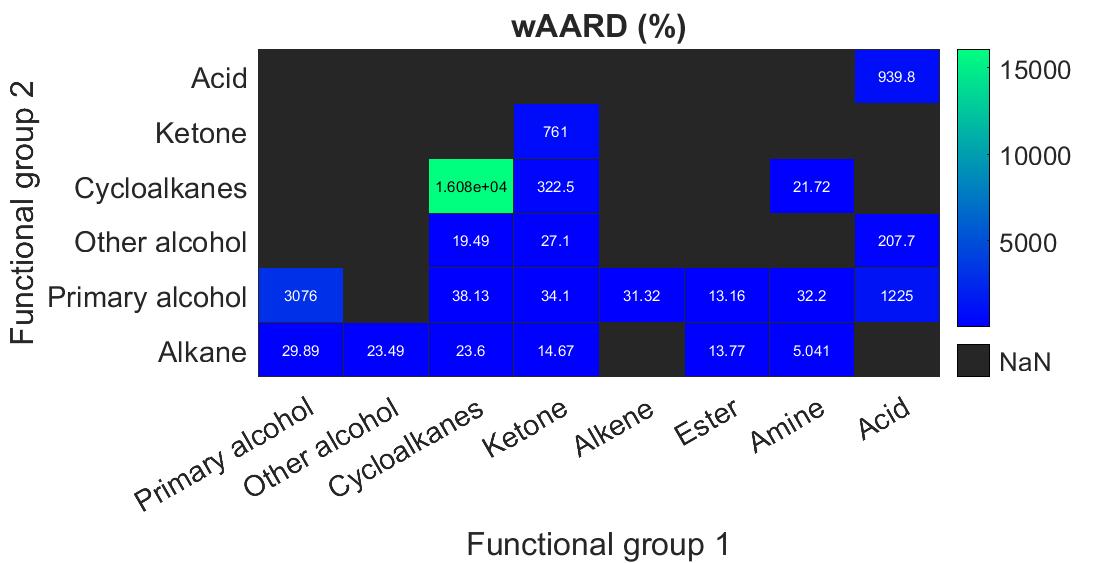 wAARD (%)
Functional group 2
Acid
939.8
Ketone
761
Cycloalkanes
1.608e+04 322.5 21.72
Other alcohol
19.49 27.1 207.7
Primary alcohol
3076 38.13 34.1 31.32 13.16 32.2 1225
Alkane
29.89 23.49 23.6 14.67 13.77 5.041
15000
10000
5000
NaN
Primary alcohol
Other alcohol
Cycloalkanes
Ketone
Alkene
Ester
Amine
Acid
Functional group 1